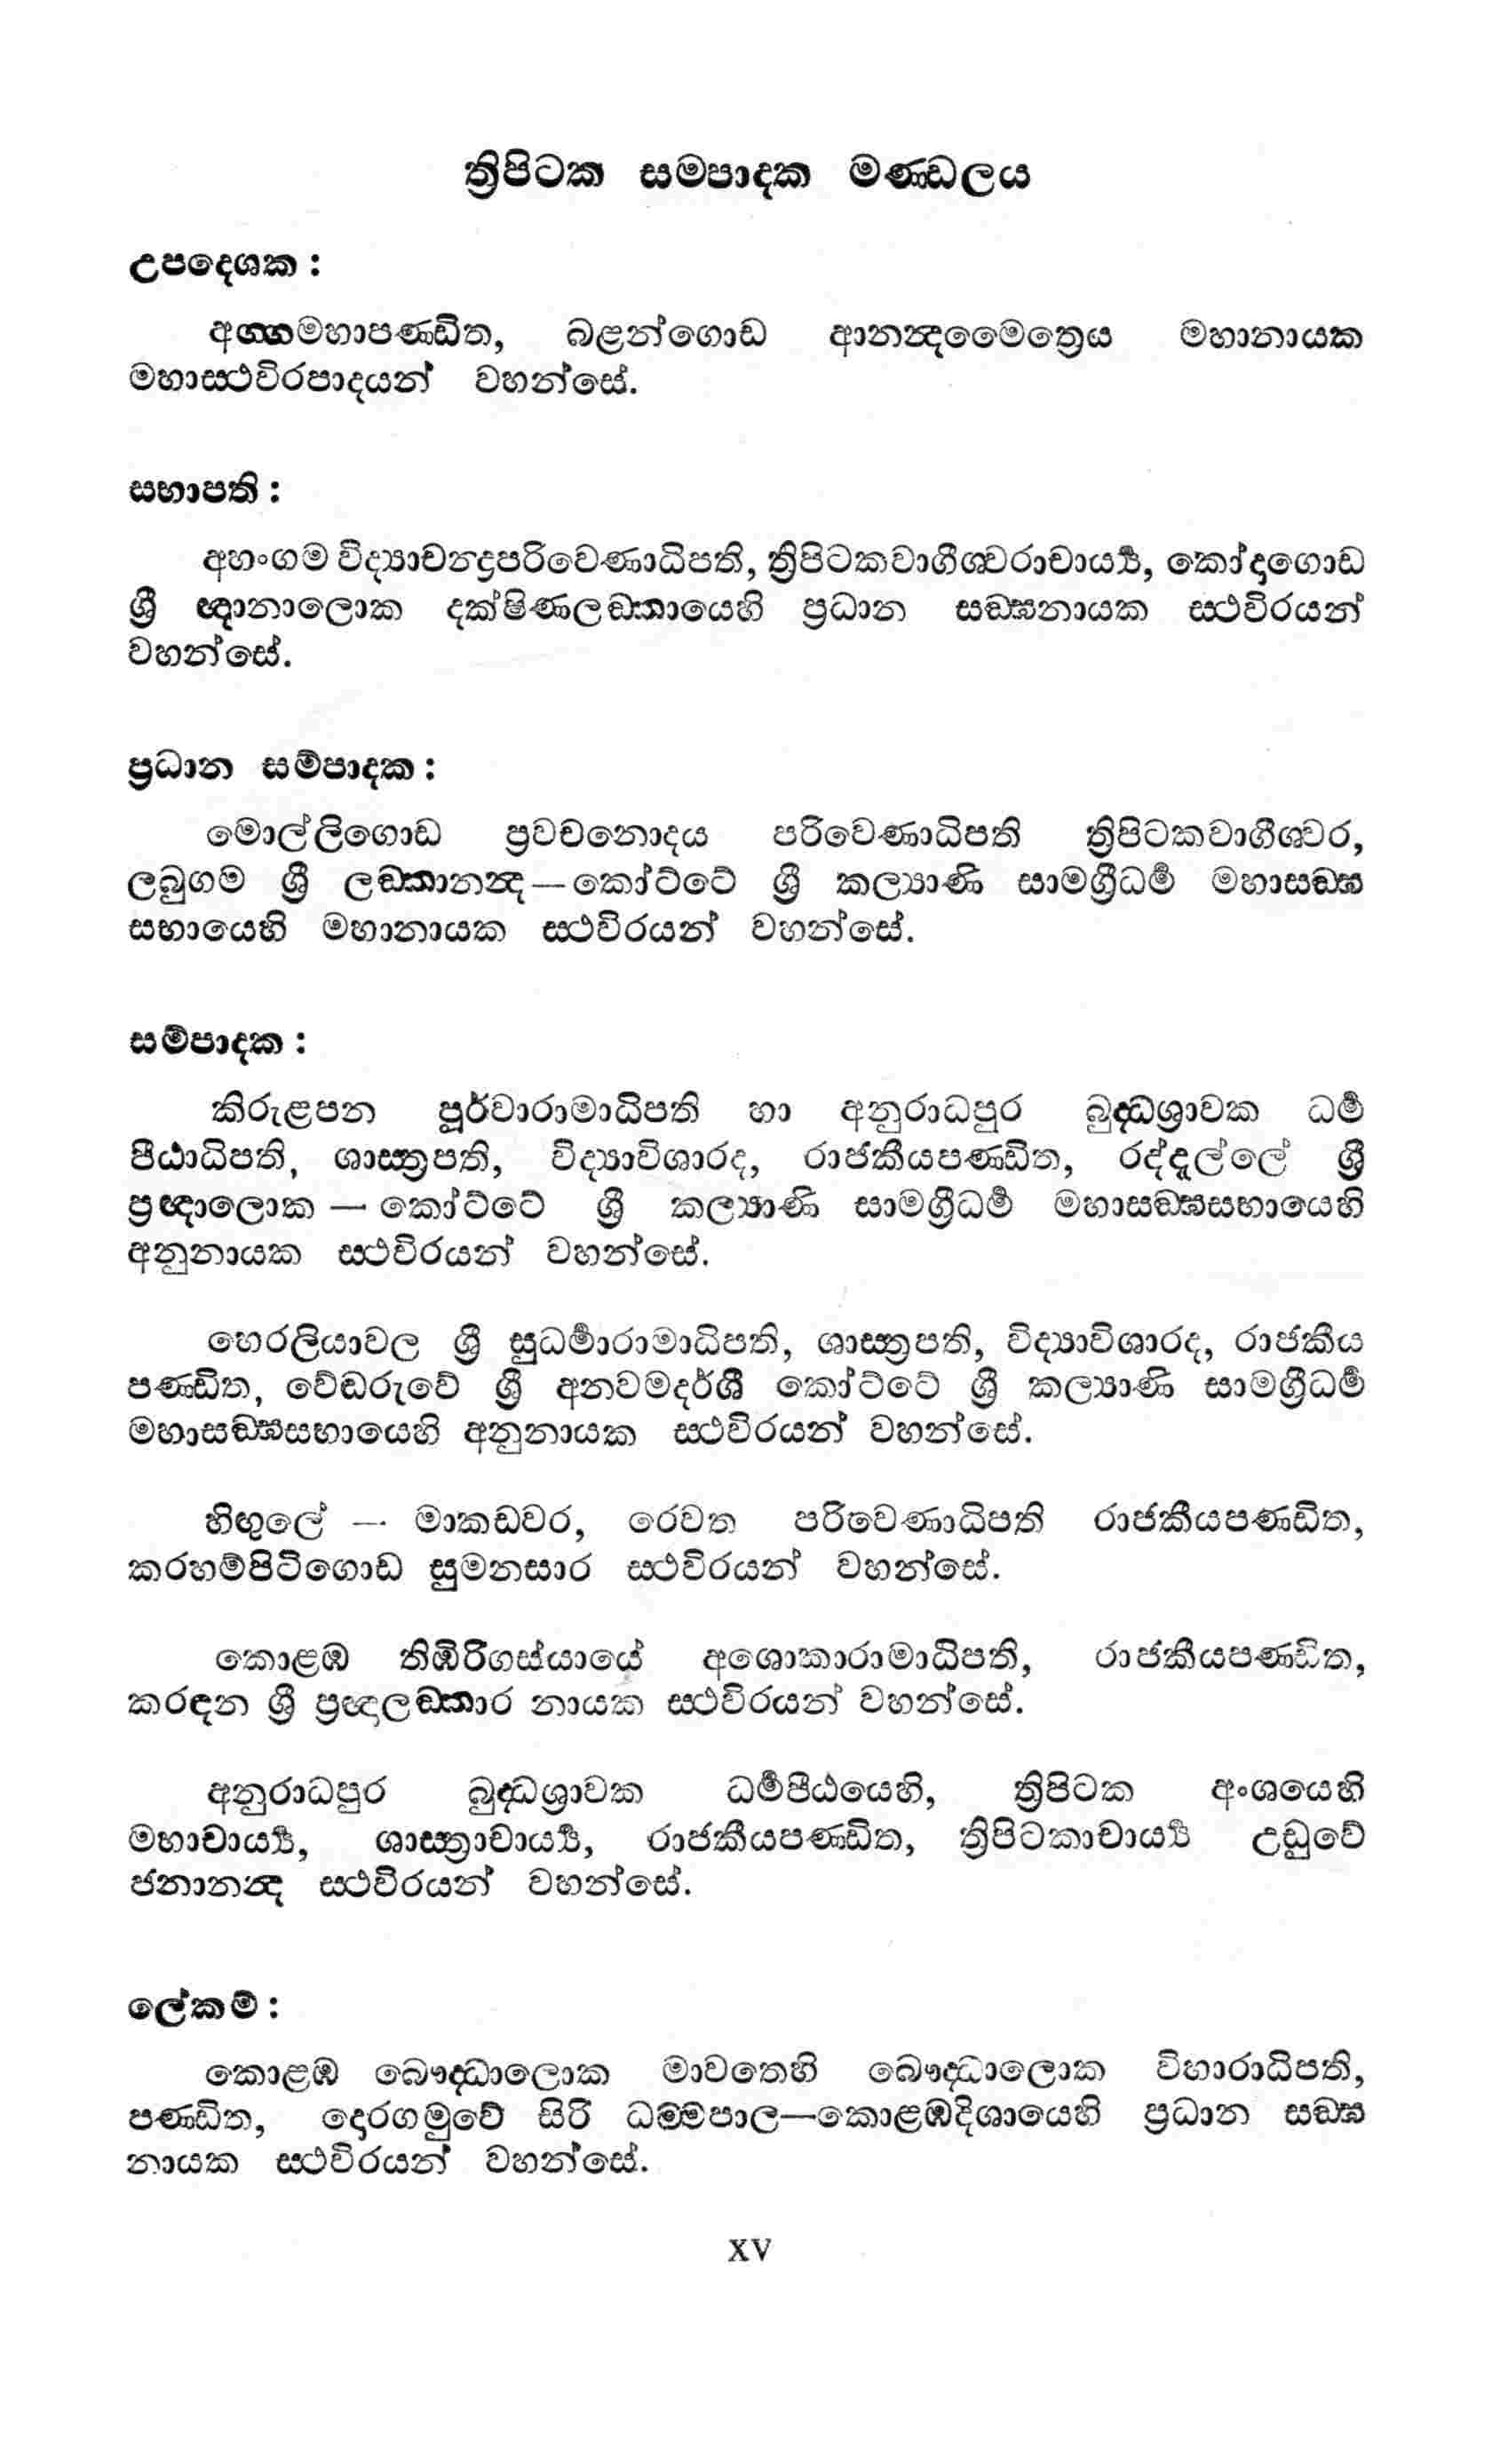 ත්‍රිපිටක සම්පාදක මණ්ඩලය
උපදෙශක :
අග්ගමහාපණ්ඩිත, බළන්ගොඩ ආනන්දමෛත්‍රෙය මහානායක
මහාස්ථවිරපාදයන් වහන්සේ.
සභාපති :
අහංගම විද්‍යාචන්ද්‍රපරිවෙණාධිපති, ත්‍රිපිටකවාගීශ්වරාචාර්‍ය්‍ය, කෝදාගොඩ
ශ්‍රී ඤානාලොක දක්ෂිණලඞ්කායෙහි ප්‍රධාන සඞ්ඝනායක ස්ථවිරයන්
වහන්සේ.
ප්‍රධාන සම්පාදක :
මොල්ලිගොඩ ප්‍රවචනොදය පරිවෙණාධිපති ත්‍රිපිටකවාගීශ්වර,
ලබුගම ශ්‍රී ලඞ්කානන්ද — කෝට්ටේ ශ්‍රී කල්‍යාණි සාමග්‍රීධර්‍ම මහාසඞ්ඝ
සභායෙහි මහානායක ස්ථවිරයන් වහන්සේ.
සම්පාදක :
කිරුළපන පූර්වාරාමාධිපති හා අනුරාධපුර බුද්ධශ්‍රාවක ධර්‍ම
පීඨාධිපති, ශාස්ත්‍රපති, විද්‍යාවිශාරද, රාජකීයපණ්ඩිත, රද්දැල්ලේ ශ්‍රී
ප්‍රඥාලොක — කෝට්ටේ ශ්‍රී කල්‍යාණි සාමග්‍රීධර්‍ම මහාසඞ්ඝසභායෙහි
අනුනායක ස්ථවිරයන් වහන්සේ.
හෙරලියාවල ශ්‍රී සුධර්‍මාරාමාධිපති, ශාස්ත්‍රපති, විද්‍යාවිශාරද, රාජකීය
පණ්ඩිත, වේඬරුවේ ශ්‍රී අනවමදර්ශී කෝට්ටේ ශ්‍රී කල්‍යාණි සාමග්‍රීධර්‍ම
මහාසඞ්ඝසභායෙහි අනුනායක ස්ථවිරයන් වහන්සේ.
හිඟුලේ — මාකඩවර, රෙවත පරිවෙණාධිපති රාජකීයපණ්ඩිත,
කරහම්පිටිගොඩ සුමනසාර ස්ථවිරයන් වහන්සේ.
කොළඹ තිඹිරිගස්යායේ අශොකාරාමාධිපති, රාජකීයපණ්ඩිත,
කරඳන ශ්‍රී ප්‍රඥාලඞ්කාර නායක ස්ථවිරයන් වහන්සේ.
අනුරාධපුර බුද්ධශ්‍රාවක ධර්‍මපීඨයෙහි, ත්‍රිපිටක අංශයෙහි
මහාචාර්‍ය්‍ය, ශාස්ත්‍රාචාර්‍ය්‍ය, රාජකීයපණ්ඩිත, ත්‍රිපිටකාචාර්‍ය්‍ය උඩුවේ
ජනානන්ද ස්ථවිරයන් වහන්සේ.
ලේකම් :
කොළඹ බෞද්ධාලොක මාවතෙහි බෞද්ධාලොක විහාරාධිපති,
පණ්ඩිත, දොරගමුවේ සිරි ධම්මපාල—කොළඹදිශායෙහි ප්‍රධාන සඞ්ඝ
නායක ස්ථවිරයන් වහන්සේ.
XV